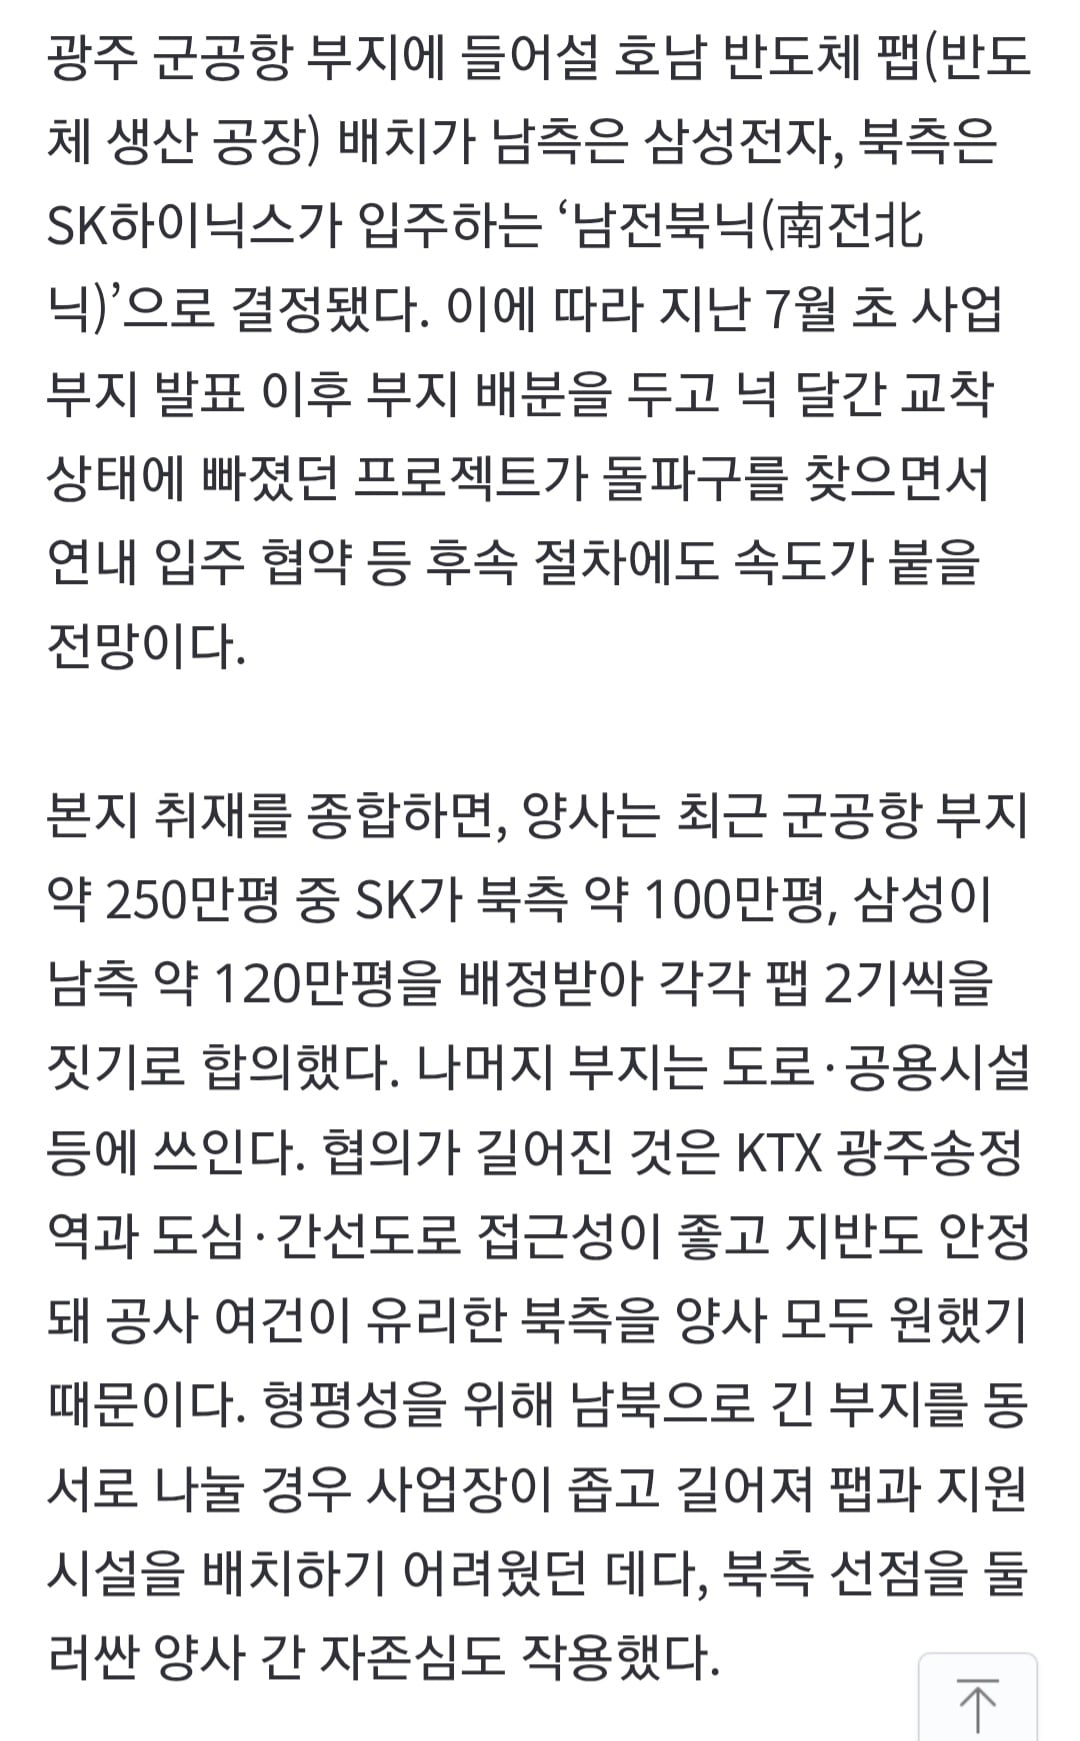 광주 군공항 부지에 들어설 호남 반도체 팹(반도
체 생산 공장) 배치가 남측은 삼성전자, 북측은
SK하이닉스가 입주하는 ‘남전북닉(南전北
닉)’으로 결정됐다. 이에 따라 지난 7월 초 사업
부지 발표 이후 부지 배분을 두고 넉 달간 교착
상태에 빠졌던 프로젝트가 돌파구를 찾으면서
연내 입주 협약 등 후속 절차에도 속도가 붙을
전망이다.
본지 취재를 종합하면, 양사는 최근 군공항 부지
약 250만평 중 SK가 북측 약 100만평, 삼성이
남측 약 120만평을 배정받아 각각 팹 2기씩을
짓기로 합의했다. 나머지 부지는 도로·공용시설
등에 쓰인다. 협의가 길어진 것은 KTX 광주송정
역과 도심·간선도로 접근성이 좋고 지반도 안정
돼 공사 여건이 유리한 북측을 양사 모두 원했기
때문이다. 형평성을 위해 남북으로 긴 부지를 동
서로 나눌 경우 사업장이 좁고 길어져 팹과 지원
시설을 배치하기 어려웠던 데다, 북측 선점을 둘
러싼 양사 간 자존심도 작용했다.